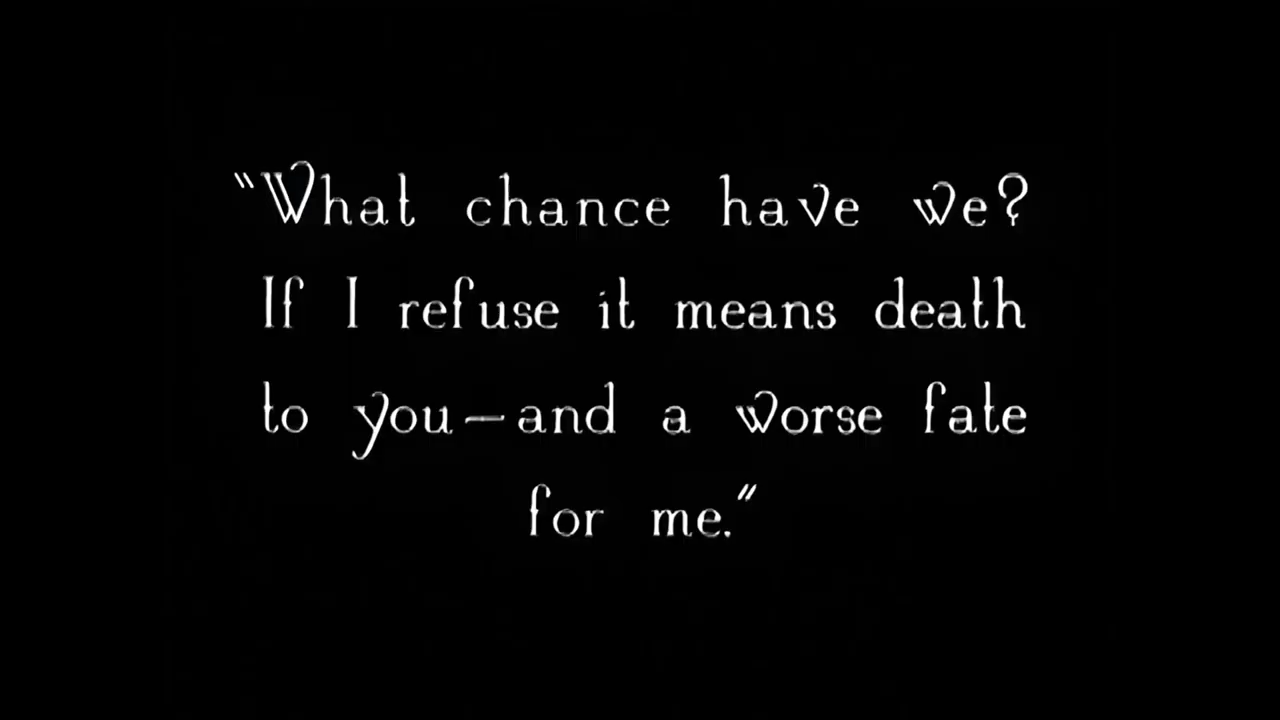 "What chance have we?
If I refuse it means death
to you—and a worse fate
for me."